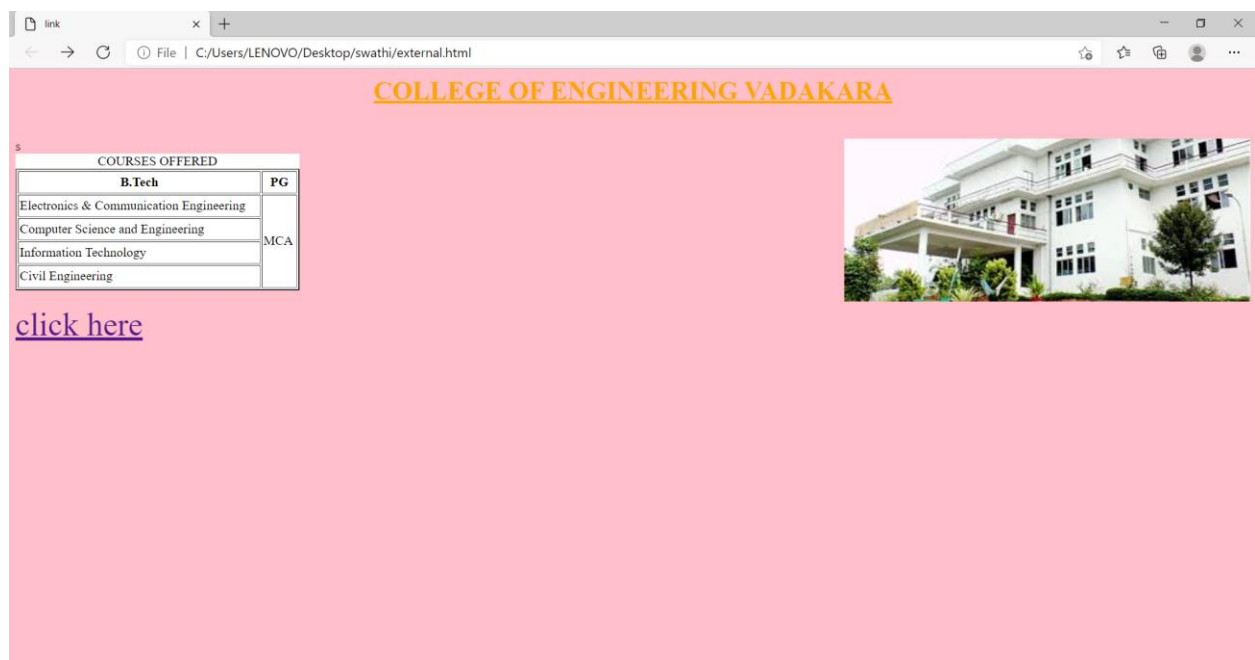 link
File | C:/Users/LENOVO/Desktop/swathi/external.html
COLLEGE OF ENGINEERING VADAKARA
s
COURSES OFFERED
B.Tech PG
Electronics & Communication Engineering
Computer Science and Engineering
MCA
Information Technology
Civil Engineering
click here